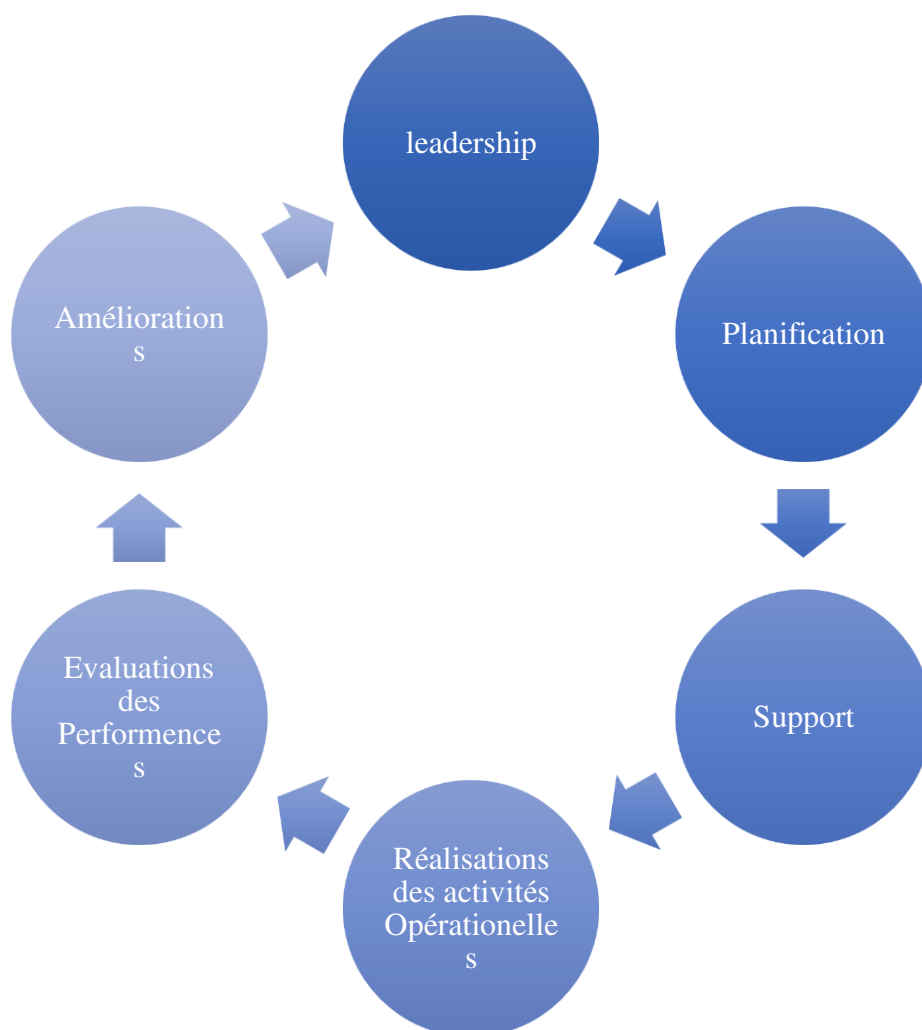 leadership
Planification
Support
Réalisations
des activités
Opérationelle
s
Evaluations
des
Performence
s
Amélioration
s